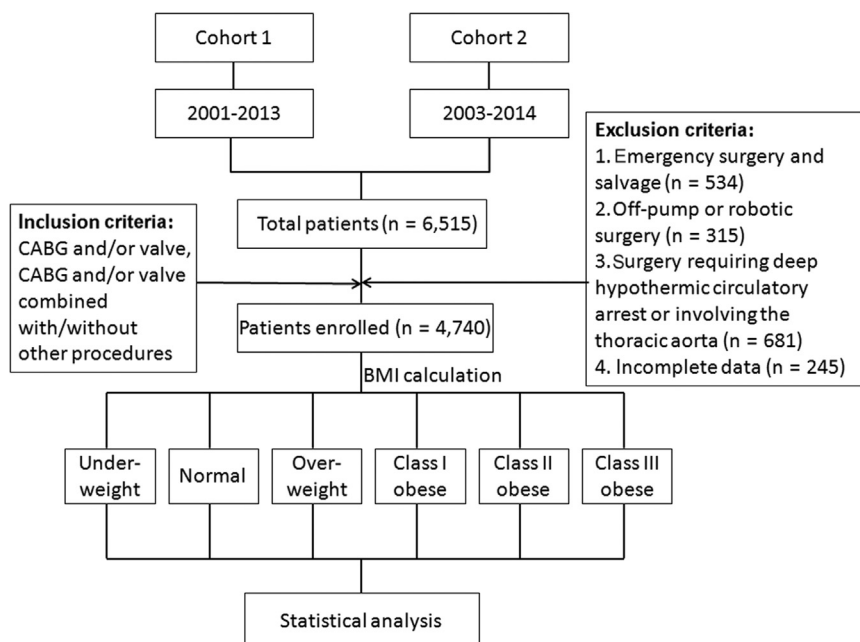 Cohort 1
Cohort 2
2001-2013
2003-2014
Total patients (n = 6,515)
Inclusion criteria:
CABG and/or valve,
CABG and/or valve
combined
with/without
other procedures
Exclusion criteria:
1. Emergency surgery and
salvage (n = 534)
2. Off-pump or robotic
surgery (n = 315)
3. Surgery requiring deep
hypothermic circulatory
arrest or involving the
thoracic aorta (n = 681)
4. Incomplete data (n = 245)
Patients enrolled (n = 4,740)
BMI calculation
Under-
weight
Normal
Over-
weight
Class I
obese
Class II
obese
Class III
obese
Statistical analysis